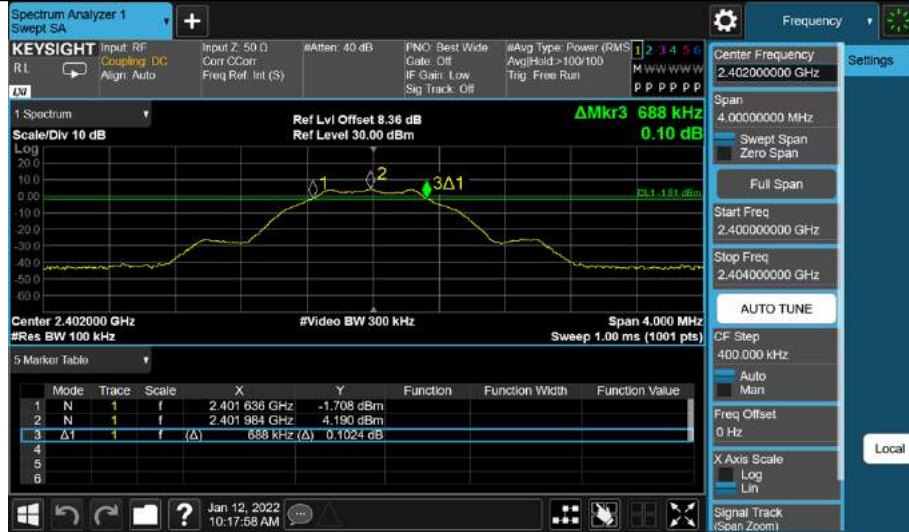 Spectrum Analyzer 1
Swept SA
+
Frequency
KEYSIGHT
RL
LXI
Input: RF
Coupling: DC
Align: Auto
Input Z: 50 Ω
Corr CCorr
Freq Ref: Int (S)
#Atten: 40 dB
PNO: Best Wide
Gate: Off
IF Gain: Low
Sig Track: Off
#Avg Type: Power (RMS
Avg|Hold:>100/100
Trig: Free Run
1 2 3 4 5 6
M W W W W W
P P P P P P
1 Spectrum
Scale/Div 10 dB
Log
Ref Lvl Offset 8.36 dB
Ref Level 30.00 dBm
ΔMkr3 688 kHz
0.10 dB
20.0
10.0
0.00
-10.0
-20.0
-30.0
-40.0
-50.0
-60.0
1
2
3Δ1
DL1 -1.81 dBm
Center 2.402000 GHz
#Video BW 300 kHz
Span 4.000 MHz
#Res BW 100 kHz
Sweep 1.00 ms (1001 pts)
5 Marker Table
Mode Trace Scale X Y Function Function Width Function Value
1 N 1 f 2.401 636 GHz -1.708 dBm
2 N 1 f 2.401 984 GHz 4.190 dBm
3 Δ1 1 f (Δ) 688 kHz (Δ) 0.1024 dB
4
5
6
?
Jan 12, 2022
10:17:58 AM
Center Frequency
2.402000000 GHz
Span
4.00000000 MHz
Swept Span
Zero Span
Full Span
Start Freq
2.400000000 GHz
Stop Freq
2.404000000 GHz
AUTO TUNE
CF Step
400.000 kHz
Auto
Man
Freq Offset
0 Hz
X Axis Scale
Log
Lin
Signal Track
(Span Zoom)
Settings
Local